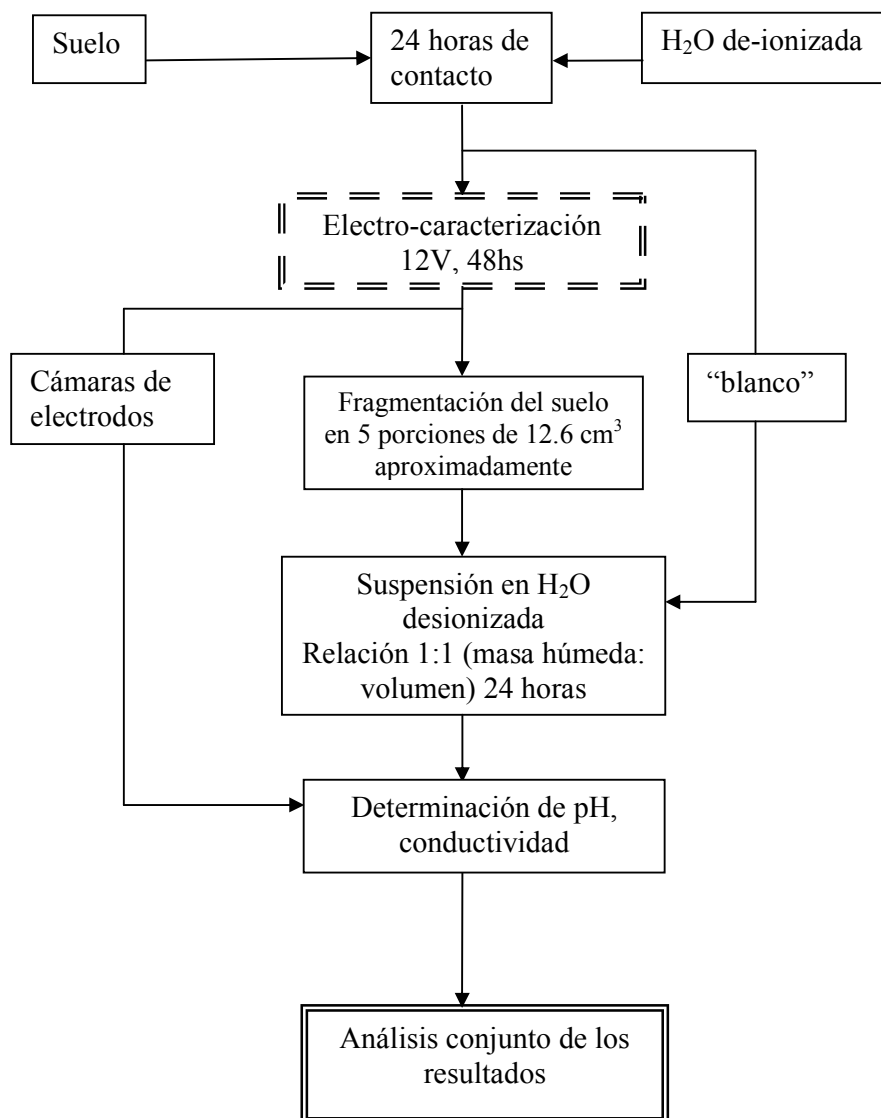 Suelo
24 horas de
contacto
H₂O de-ionizada
Electro-caracterización
12V, 48hs
Cámaras de
electrodos
Fragmentación del suelo
en 5 porciones de 12.6 cm³
aproximadamente
“blanco”
Suspensión en H₂O
desionizada
Relación 1:1 (masa húmeda:
volumen) 24 horas
Determinación de pH,
conductividad
Análisis conjunto de los
resultados